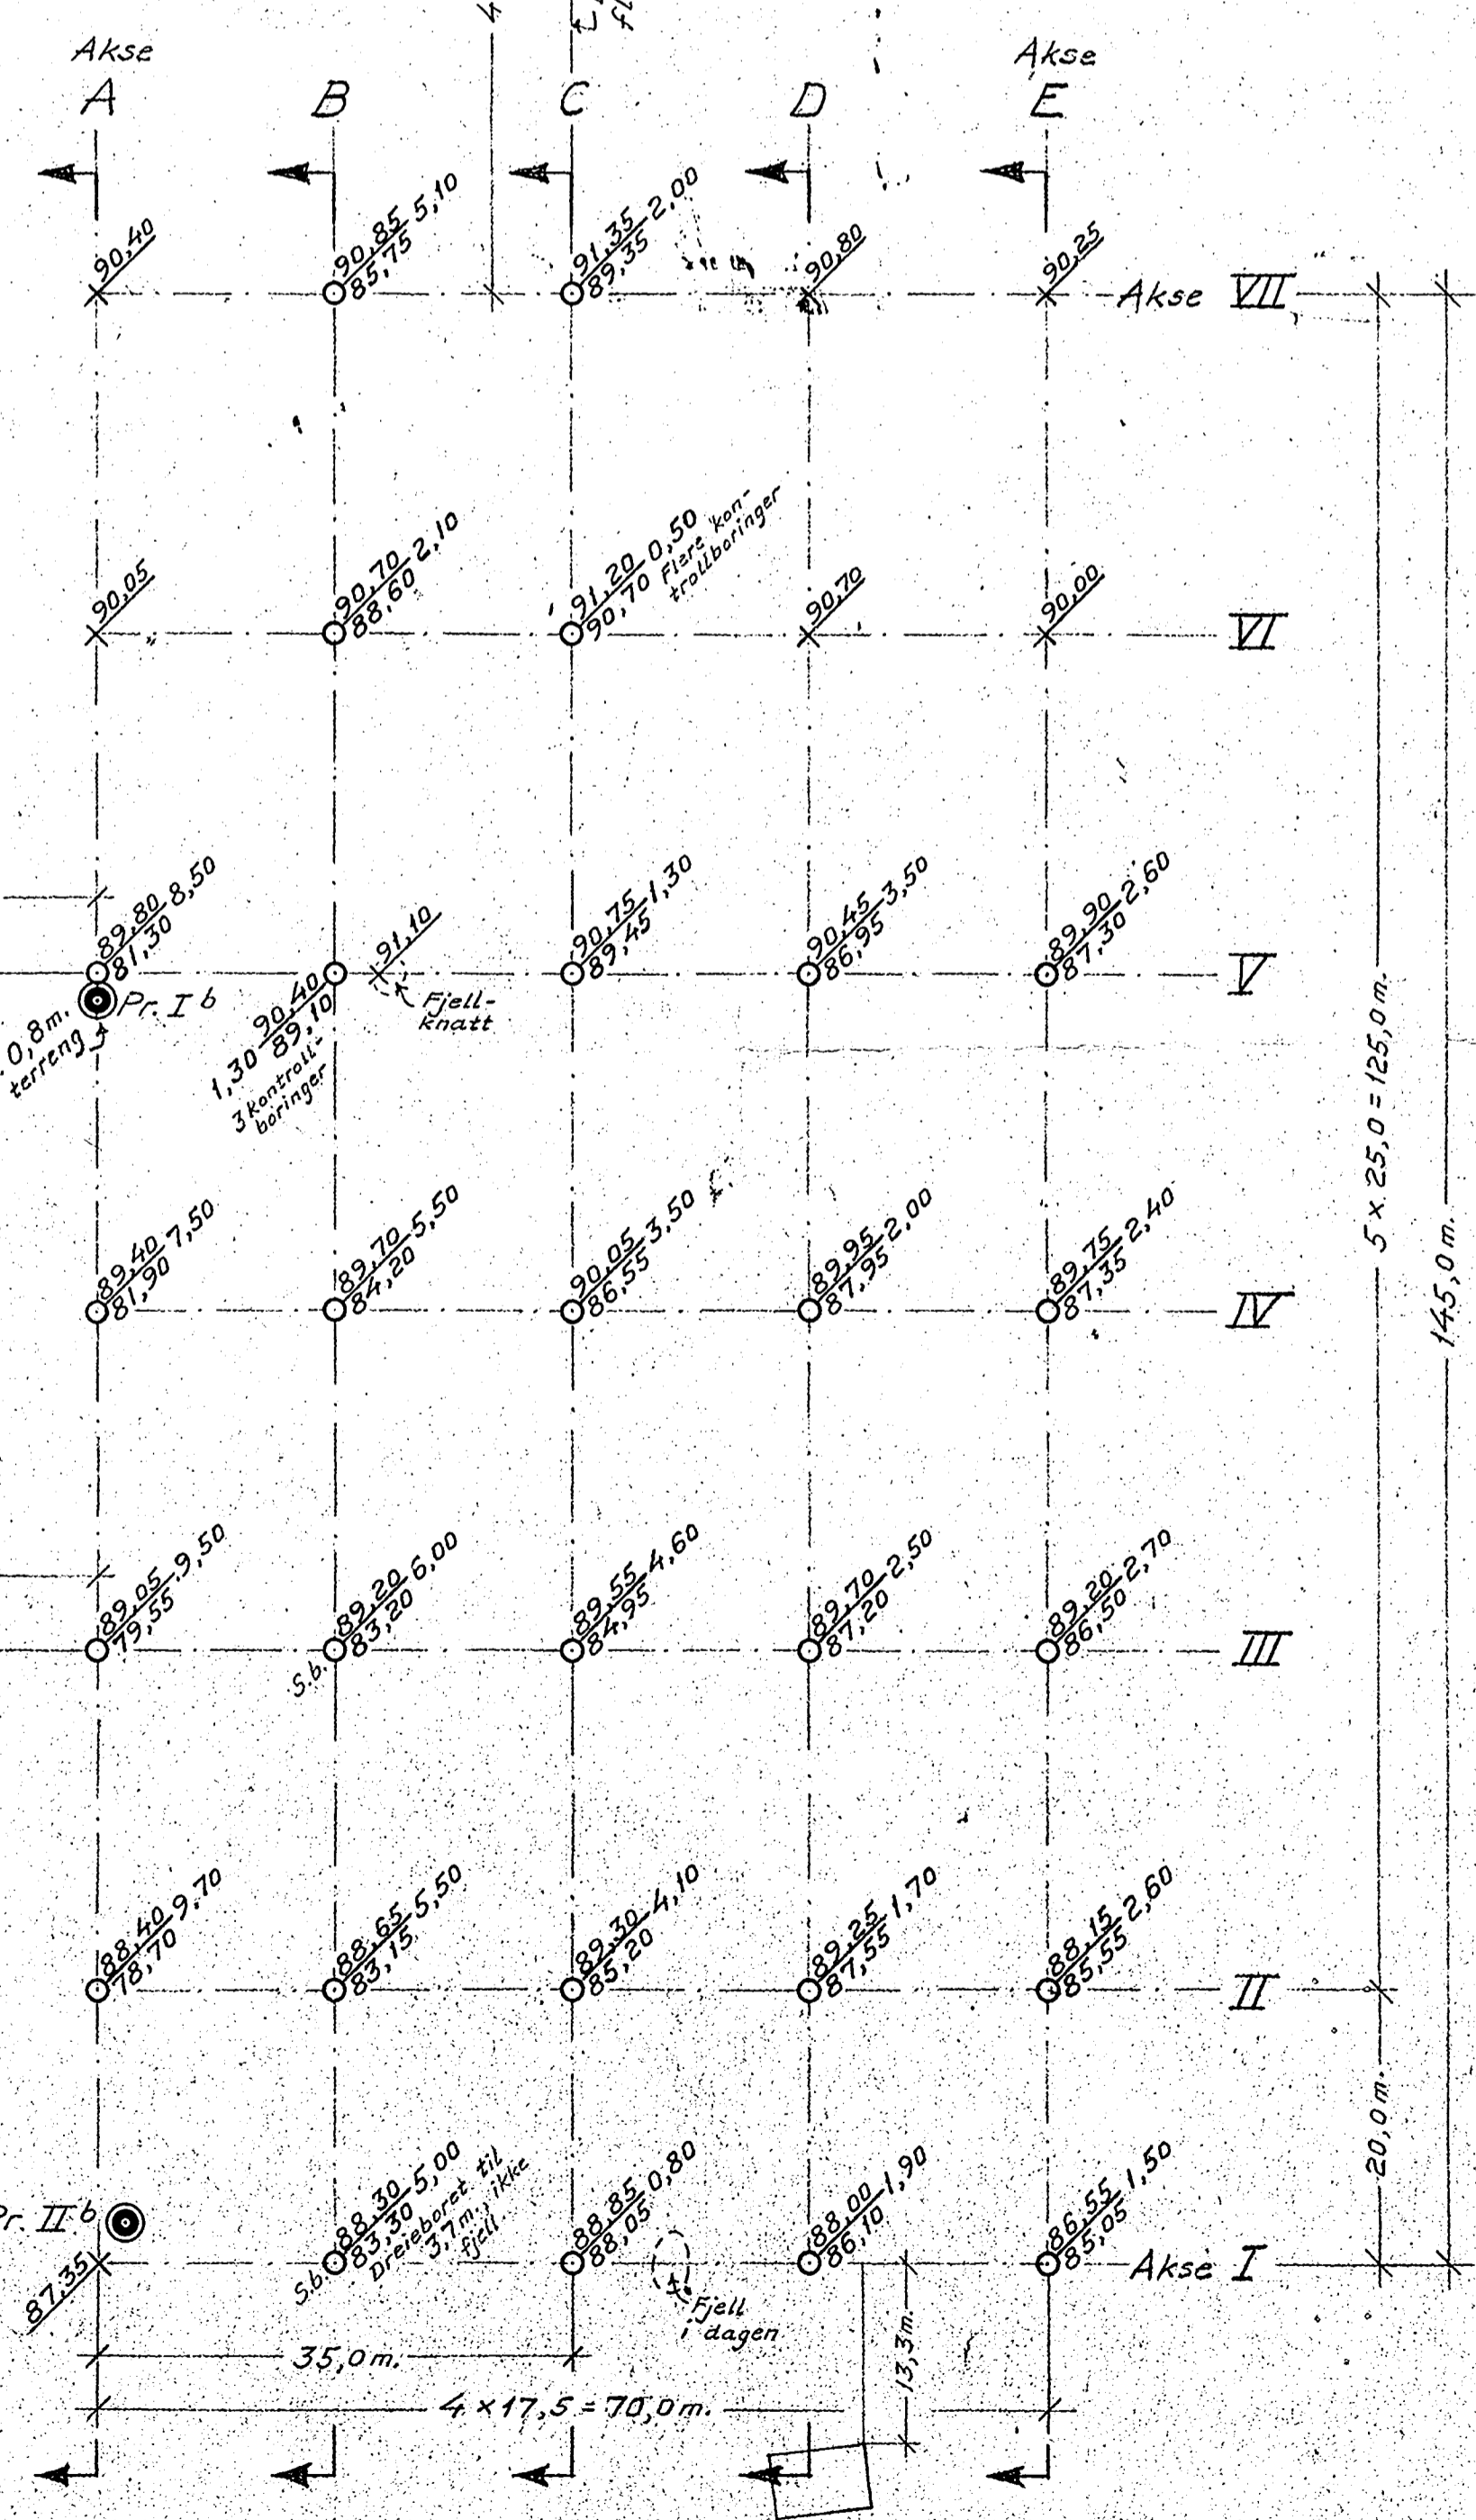 4
Akse
Akse
A
B
C
D
E
90,40
90,85 5,10
85,75
91,35 2,00
89,35
90,80
90,25
Akse VII
90,05
90,70 2,10
88,60
91,20 0,50
90,70 Flere kon-
trollboringer
90,70
90,00
VI
89,80 8,50
81,30
91,10
90,75 1,30
89,45
90,45 3,50
86,95
89,90 2,60
87,30
V
Pr. I b
0,8m.
terreng
1,30 90,40
89,10
3 kontroll-
boringer
Fjell-
knatt
5 x 25,0 = 125,0 m.
145,0 m.
89,40 7,50
81,90
89,70 5,50
84,20
90,05 3,50
86,55
89,95 2,00
87,95
89,75 2,40
87,35
IV
89,05 9,50
79,55
89,20 6,00
83,20
S.b.
89,55 4,60
84,95
89,70 2,50
87,20
89,20 2,70
86,50
III
88,40 9,70
78,70
88,65 5,50
83,15
89,30 4,10
85,20
89,25 1,70
87,55
88,15 2,60
85,55
II
20,0 m.
Pr. II b
87,35
88,30 5,00
83,30
Dreieboret til
3,7 m., ikke
fjell
S.b.
88,85 0,80
88,05
Fjell
i dagen
88,00 1,90
86,10
86,55 1,50
85,05
Akse I
13,3 m.
35,0 m.
4 x 17,5 = 70,0 m.